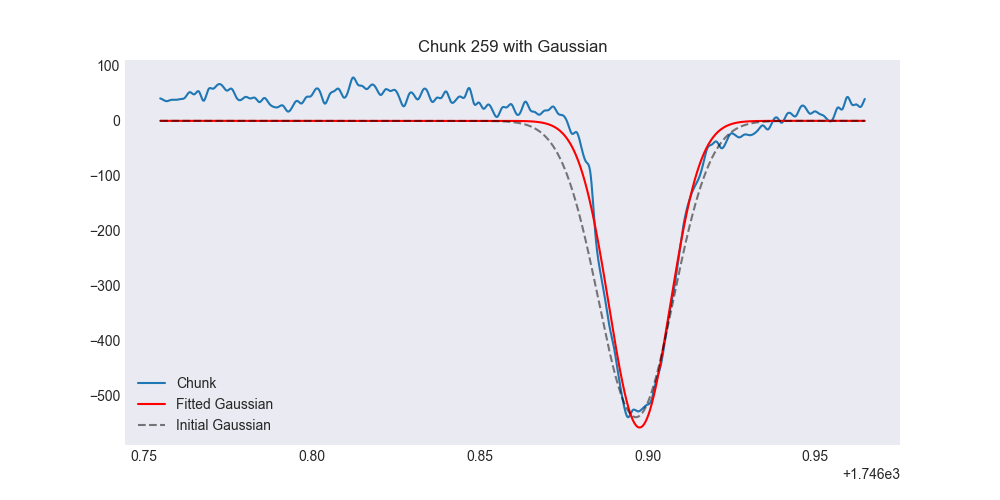 Chunk 259 with Gaussian
100
0
−100
−200
−300
−400
−500
Chunk
Fitted Gaussian
Initial Gaussian
0.75 0.80 0.85 0.90 0.95
+1.746e3